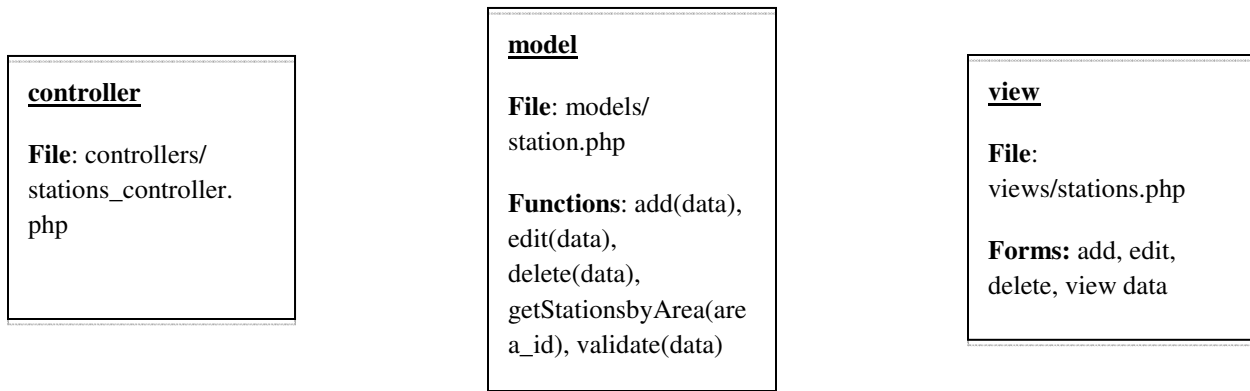 controller
File: controllers/
stations_controller.
php
model
File: models/
station.php
Functions: add(data),
edit(data),
delete(data),
getStationsbyArea(are
a_id), validate(data)
view
File:
views/stations.php
Forms: add, edit,
delete, view data